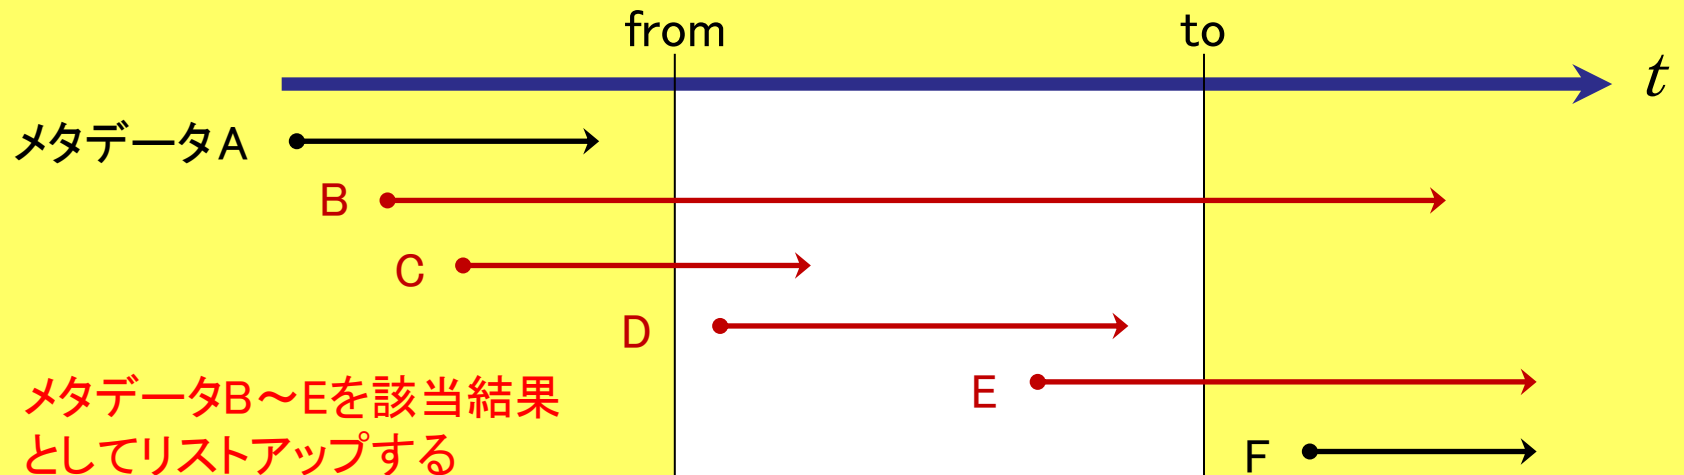 from
to
t
メタデータA
B
C
D
E
メタデータB～Eを該当結果
としてリストアップする
F